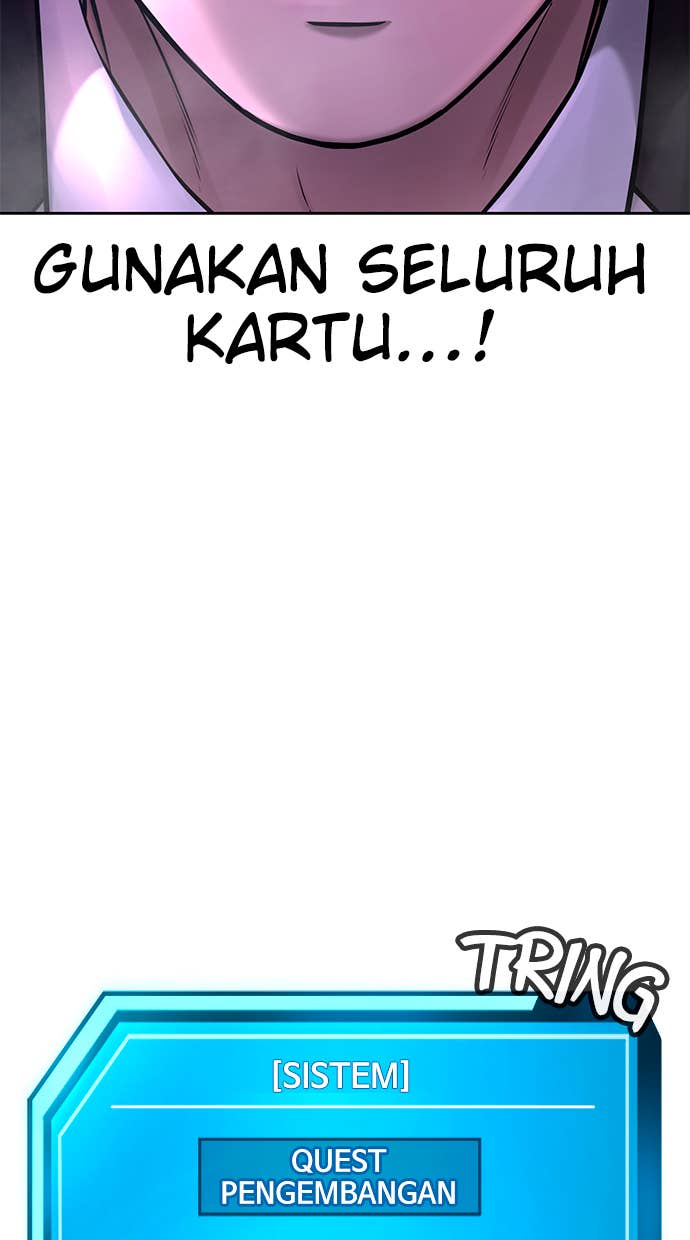 GUNAKAN SELURUH
KARTU...!
TRING
[SISTEM]
QUEST
PENGEMBANGAN